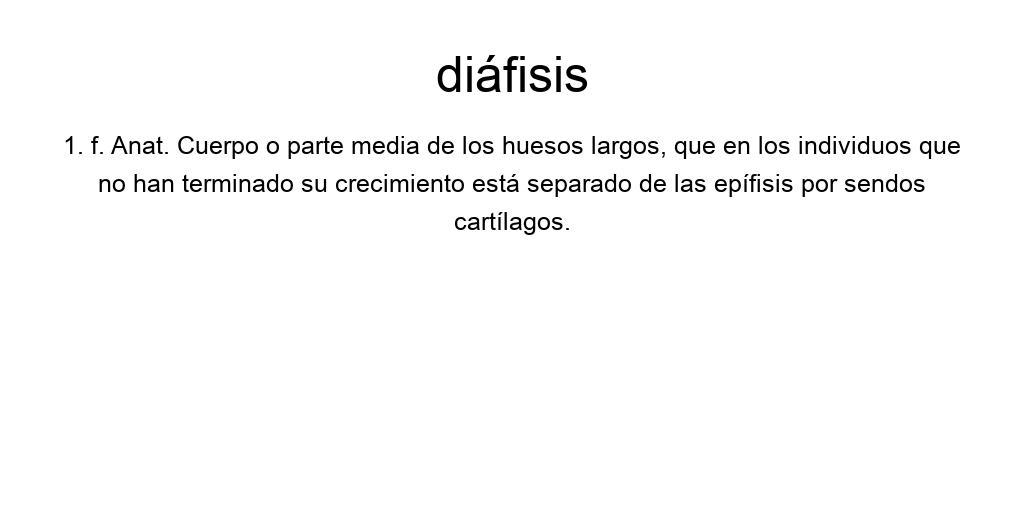 diáfisis
1. f. Anat. Cuerpo o parte media de los huesos largos, que en los individuos que
no han terminado su crecimiento está separado de las epífisis por sendos
cartílagos.